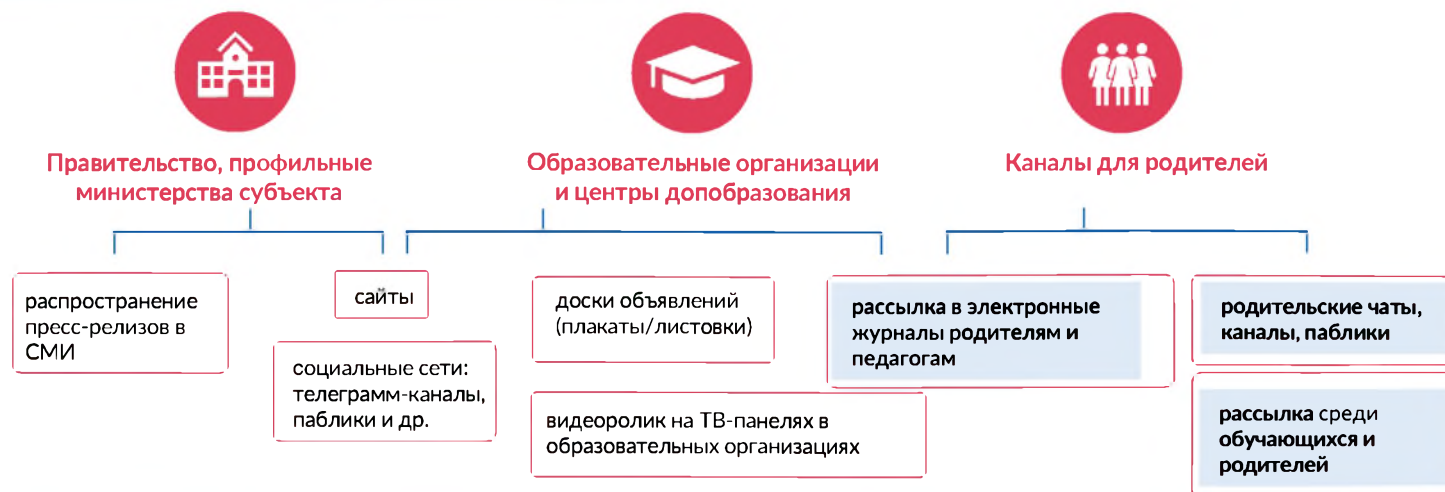 Правительство, профильные
министерства субъекта
Образовательные организации
и центры допобразования
Каналы для родителей
распространение
пресс-релизов в
СМИ
сайты
социальные сети:
телеграмм-каналы,
паблики и др.
доски объявлений
(плакаты/листовки)
видеоролик на ТВ-панелях в
образовательных организациях
рассылка в электронные
журналы родителям и
педагогам
родительские чаты,
каналы, паблики
рассылка среди
обучающихся и
родителей